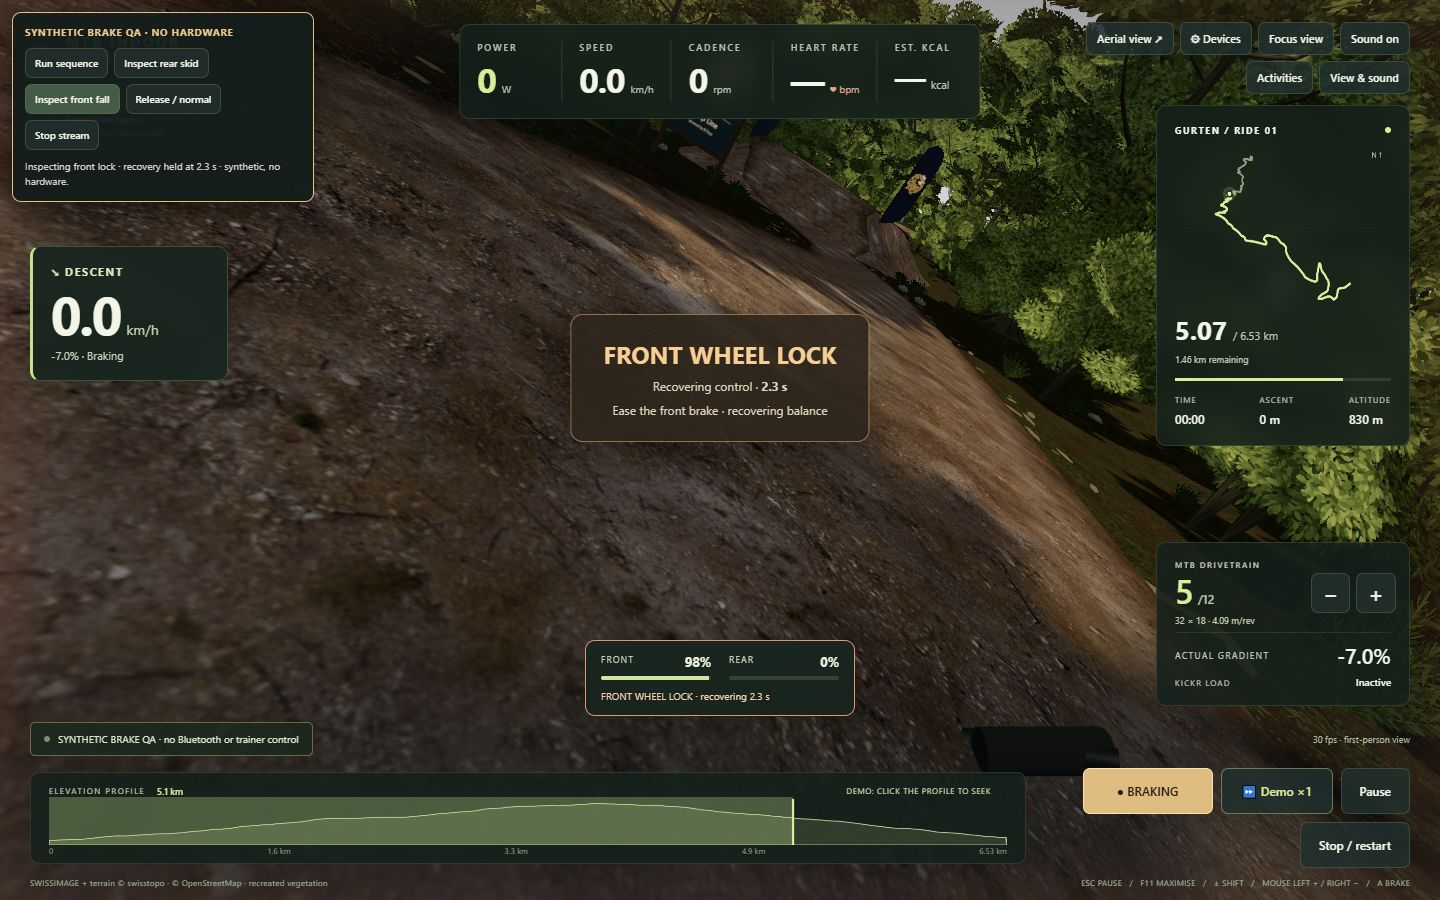 SYNTHETIC BRAKE QA · NO HARDWARE
Run sequence
Inspect rear skid
Inspect front fall
Release / normal
Stop stream
Inspecting front lock · recovery held at 2.3 s · synthetic, no
hardware.
POWER
0 W
SPEED
0.0 km/h
CADENCE
0 rpm
HEART RATE
— ♥ bpm
EST. KCAL
— kcal
Aerial view ↗
⚙ Devices
Focus view
Sound on
Activities
View & sound
GURTEN / RIDE 01
N↑
5.07 / 6.53 km
1.46 km remaining
TIME
ASCENT
ALTITUDE
00:00
0 m
830 m
↘ DESCENT
0.0 km/h
-7.0% · Braking
FRONT WHEEL LOCK
Recovering control · 2.3 s
Ease the front brake · recovering balance
MTB DRIVETRAIN
5 /12
− +
32 × 18 · 4.09 m/rev
ACTUAL GRADIENT -7.0%
KICKR LOAD Inactive
FRONT 98% REAR 0%
FRONT WHEEL LOCK · recovering 2.3 s
SYNTHETIC BRAKE QA · no Bluetooth or trainer control
30 fps · first-person view
ELEVATION PROFILE 5.1 km
DEMO: CLICK THE PROFILE TO SEEK
0 1.6 km 3.3 km 4.9 km 6.53 km
● BRAKING
⏩ Demo ×1
Pause
Stop / restart
SWISSIMAGE + terrain © swisstopo · © OpenStreetMap · recreated vegetation
ESC PAUSE / F11 MAXIMISE / ± SHIFT / MOUSE LEFT + / RIGHT − / A BRAKE